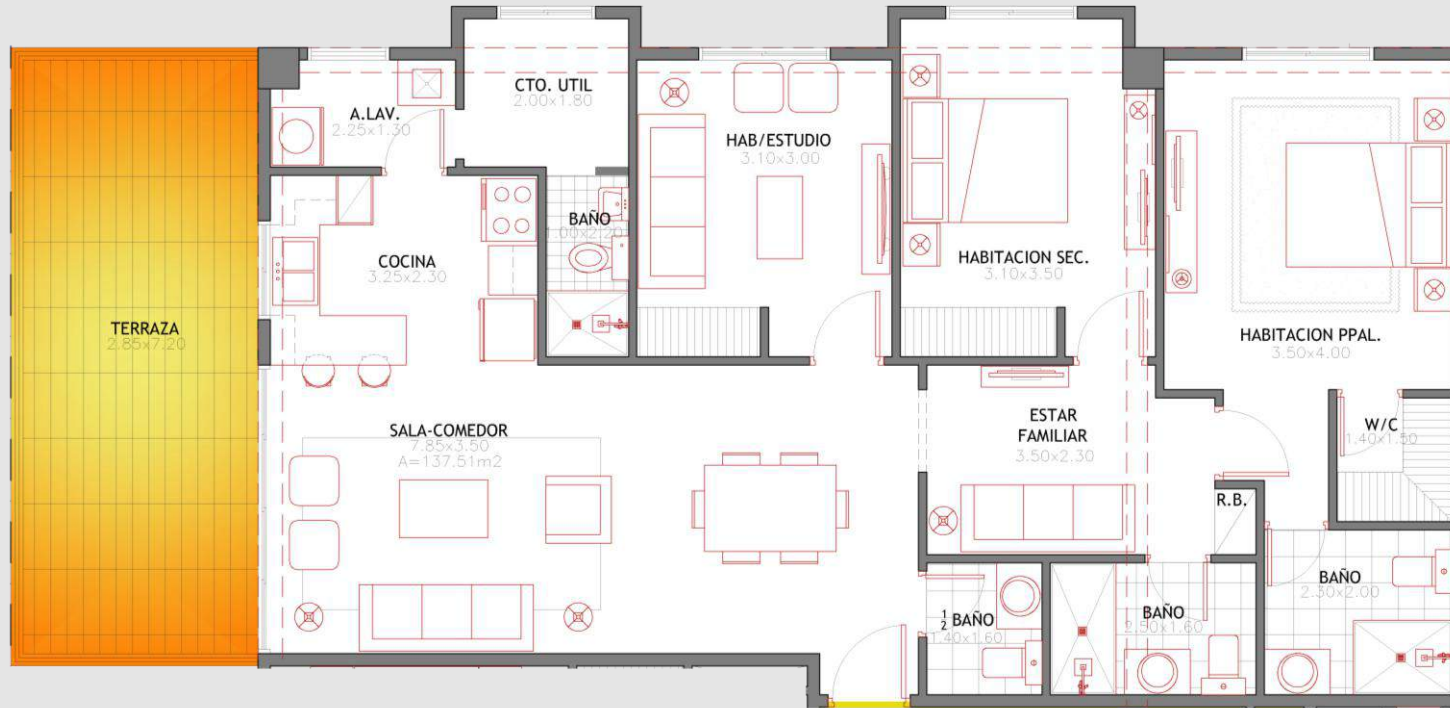 CTO. UTIL
2.00x1.80
A.LAV.
2.25x1.30
HAB/ESTUDIO
3.10x3.00
BAÑO
1.00x2.20
COCINA
3.25x2.30
HABITACION SEC.
3.10x3.50
TERRAZA
2.85x7.20
HABITACION PPAL.
3.50x4.00
SALA-COMEDOR
7.85x3.50
A=137.51m2
ESTAR
FAMILIAR
3.50x2.30
W/C
1.40x1.50
R.B.
1/2 BAÑO
1.40x1.60
BAÑO
2.50x1.60
BAÑO
2.30x2.00